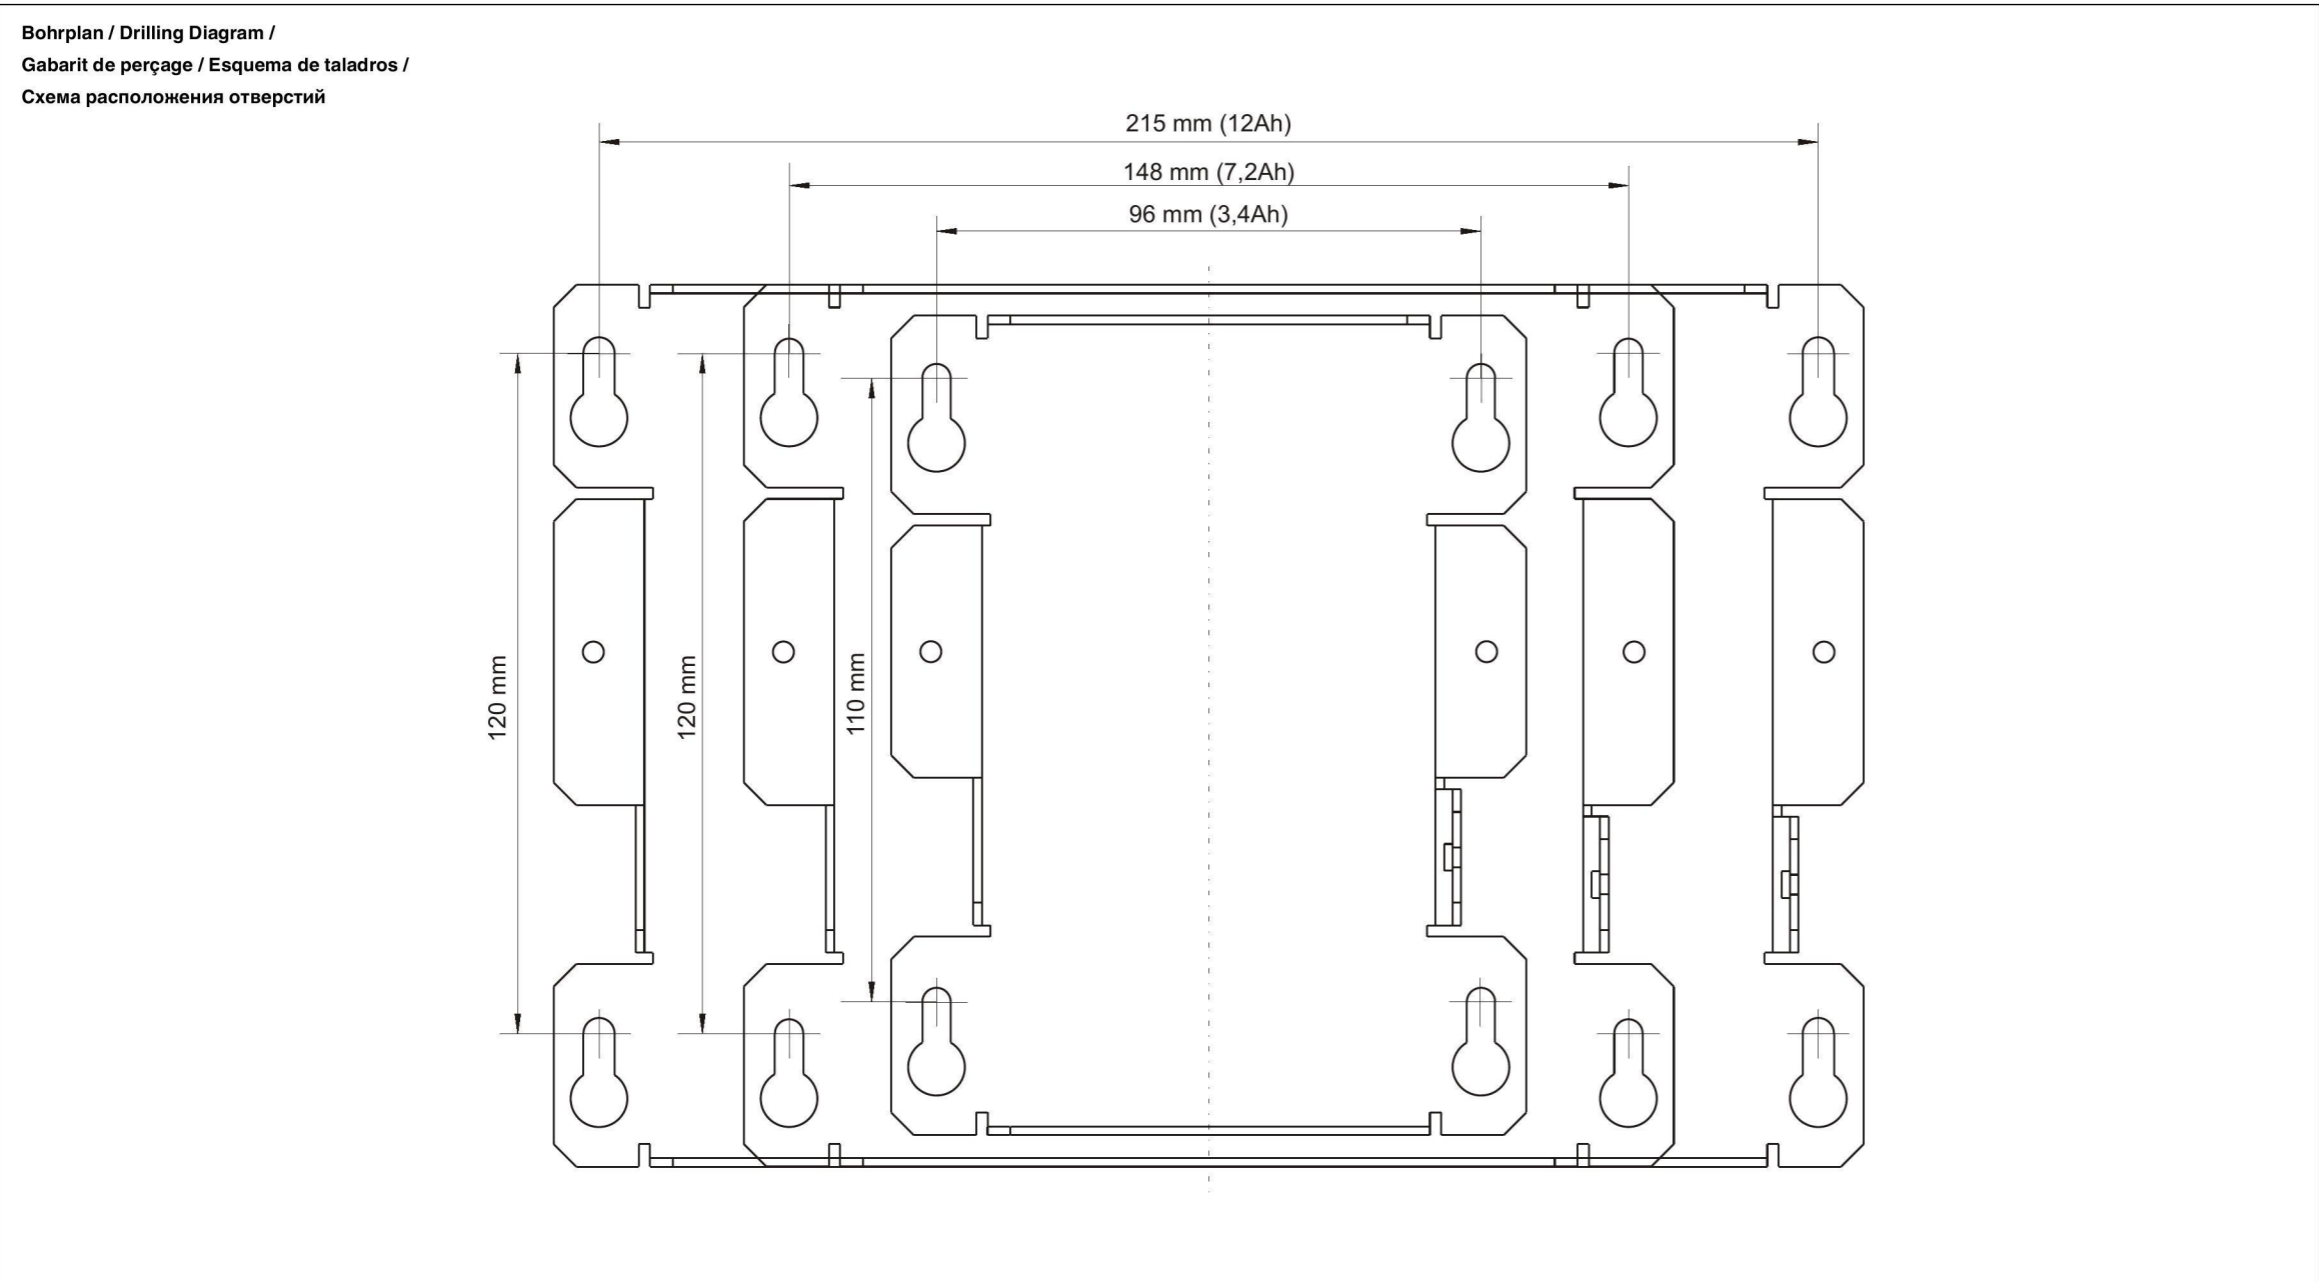 Bohrplan / Drilling Diagram /
Gabarit de perçage / Esquema de taladros /
Схема расположения отверстий
215 mm (12Ah)
148 mm (7,2Ah)
96 mm (3,4Ah)
120 mm
120 mm
110 mm